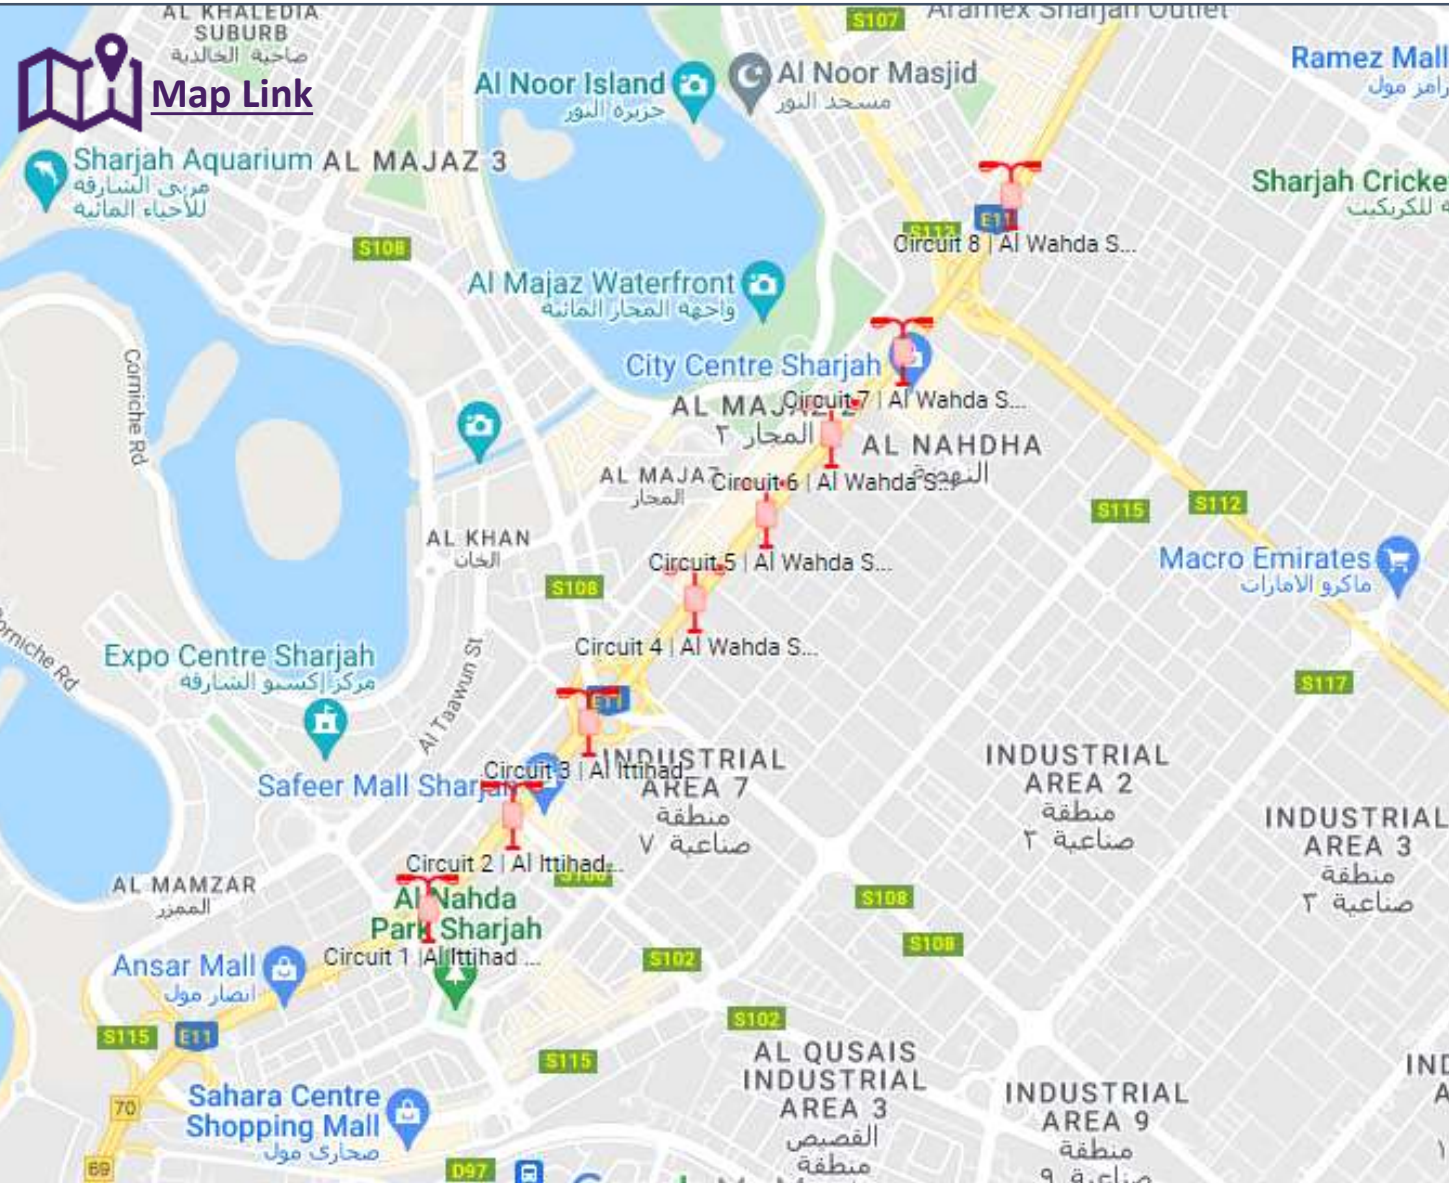 AL KHALEDIA
SUBURB
ضاحية الخالدية
Map Link
S107
Aramex Sharjah Outlet
Ramez Mall
رامز مول
Al Noor Island
جزيرة النور
Al Noor Masjid
مسجد النور
Sharjah Aquarium
مربى الشارقة
للأحياء المائية
AL MAJAZ 3
Sharjah Cricke
للكريكيت
S108
E11
S112
Circuit 8 | Al Wahda S...
Al Majaz Waterfront
واجهة المجاز المائية
Corniche Rd
City Centre Sharjah
Circuit 7 | Al Wahda S...
AL MAJAZ 2
المجاز ٢
AL NAHDHA
النهضة
AL MAJAZ
المجاز
Circuit 6 | Al Wahda S...
S115
S112
AL KHAN
الخان
Circuit 5 | Al Wahda S...
Macro Emirates
ماكرو الامارات
S108
Corniche Rd
Circuit 4 | Al Wahda S...
Expo Centre Sharjah
مركز إكسبو الشارقة
Al Taawun St
S117
E11
INDUSTRIAL
AREA 7
منطقة
صناعية ٧
INDUSTRIAL
AREA 2
منطقة
صناعية ٢
Circuit 3 | Al Ittihad...
Safeer Mall Sharjah
INDUSTRIAL
AREA 3
منطقة
صناعية ٣
Circuit 2 | Al Ittihad...
AL MAMZAR
الممزر
Al Nahda
Park Sharjah
S108
S108
Circuit 1 |Al Ittihad ...
Ansar Mall
انصار مول
S102
S102
S115
E11
S115
AL QUSAIS
INDUSTRIAL
AREA 3
القصيص
منطقة
INDUSTRIAL
AREA 9
منطقة
صناعية ٩
IND
A
Sahara Centre
Shopping Mall
صحارى مول
70
69
D97